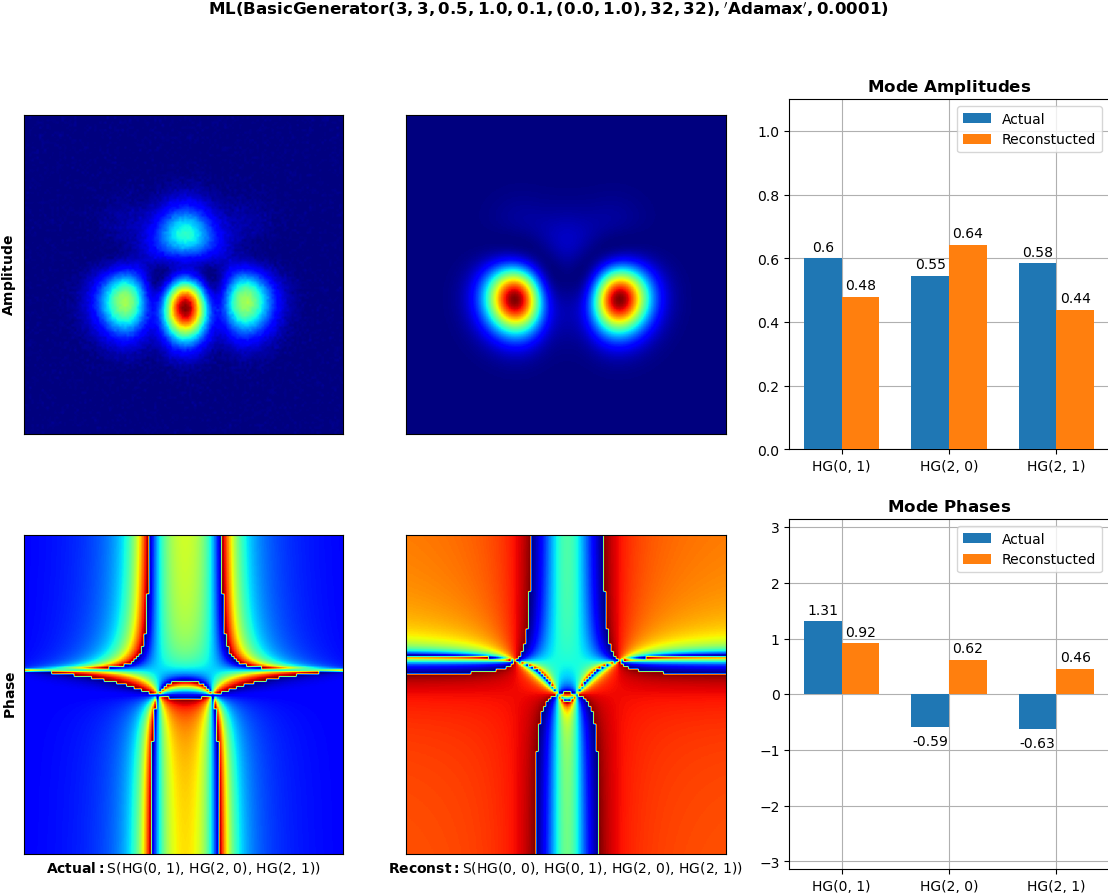 ML(BasicGenerator(3, 3, 0.5, 1.0, 0.1, (0.0, 1.0), 32, 32), ′Adamax′, 0.0001)
Amplitude
Mode Amplitudes
Actual
Reconstucted
1.0
0.8
0.6
0.4
0.2
0.0
0.6
0.48
0.55
0.64
0.58
0.44
HG(0, 1)
HG(2, 0)
HG(2, 1)
Phase
Actual: S(HG(0, 1), HG(2, 0), HG(2, 1))
Reconst: S(HG(0, 0), HG(0, 1), HG(2, 0), HG(2, 1))
Mode Phases
Actual
Reconstucted
3
2
1
0
−1
−2
−3
1.31
0.92
-0.59
0.62
-0.63
0.46
HG(0, 1)
HG(2, 0)
HG(2, 1)